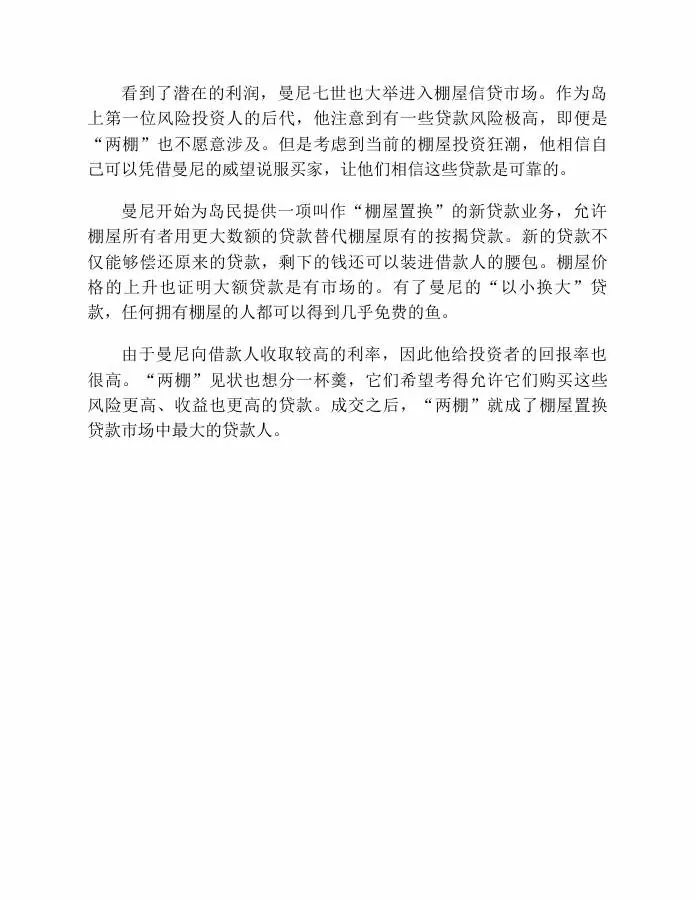 看到了潜在的利润，曼尼七世也大举进入棚屋信贷市场。作为岛
上第一位风险投资人的后代，他注意到有一些贷款风险极高，即便是
“两棚”也不愿意涉及。但是考虑到当前的棚屋投资狂潮，他相信自
己可以凭借曼尼的威望说服买家，让他们相信这些贷款是可靠的。
曼尼开始为岛民提供一项叫作“棚屋置换”的新贷款业务，允许
棚屋所有者用更大数额的贷款替代棚屋原有的按揭贷款。新的贷款不
仅能够偿还原来的贷款，剩下的钱还可以装进借款人的腰包。棚屋价
格的上升也证明大额贷款是有市场的。有了曼尼的“以小换大”贷
款，任何拥有棚屋的人都可以得到几乎免费的鱼。
由于曼尼向借款人收取较高的利率，因此他给投资者的回报率也
很高。“两棚”见状也想分一杯羹，它们希望考得允许它们购买这些
风险更高、收益也更高的贷款。成交之后，“两棚”就成了棚屋置换
贷款市场中最大的贷款人。